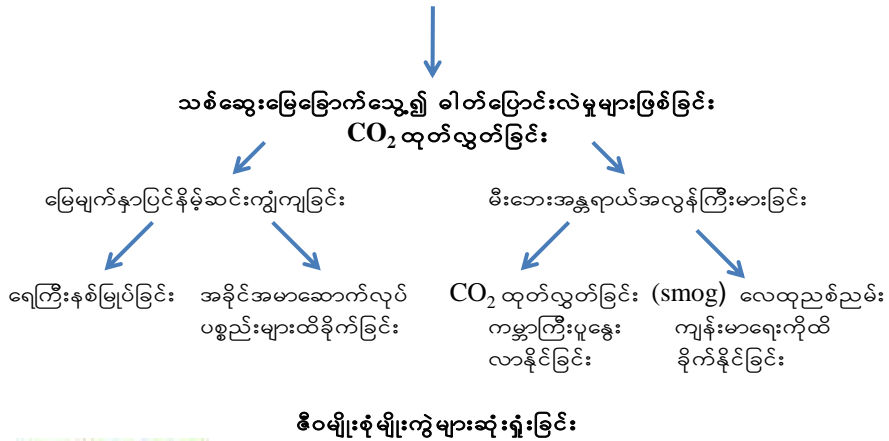 သစ်ဆွေးမြေခြောက်သွေ့၍ ဓါတ်ပြောင်းလဲမှုများဖြစ်ခြင်း
CO2 ထုတ်လွှတ်ခြင်း
မြေမျက်နှာပြင်နိမ့်ဆင်းကျွံကျခြင်း
မီးဘေးအန္တရာယ်အလွန်ကြီးမားခြင်း
ရေကြီးနစ်မြုပ်ခြင်း
အခိုင်အမာဆောက်လုပ်
ပစ္စည်းများထိခိုက်ခြင်း
CO2 ထုတ်လွှတ်ခြင်း
ကမ္ဘာကြီးပူနွေး
လာနိုင်ခြင်း
(smog) လေထုညစ်ညမ်း
ကျန်းမာရေးကိုထိ
ခိုက်နိုင်ခြင်း
ဇီဝမျိုးစုံမျိုးကွဲများဆုံးရှုံးခြင်း